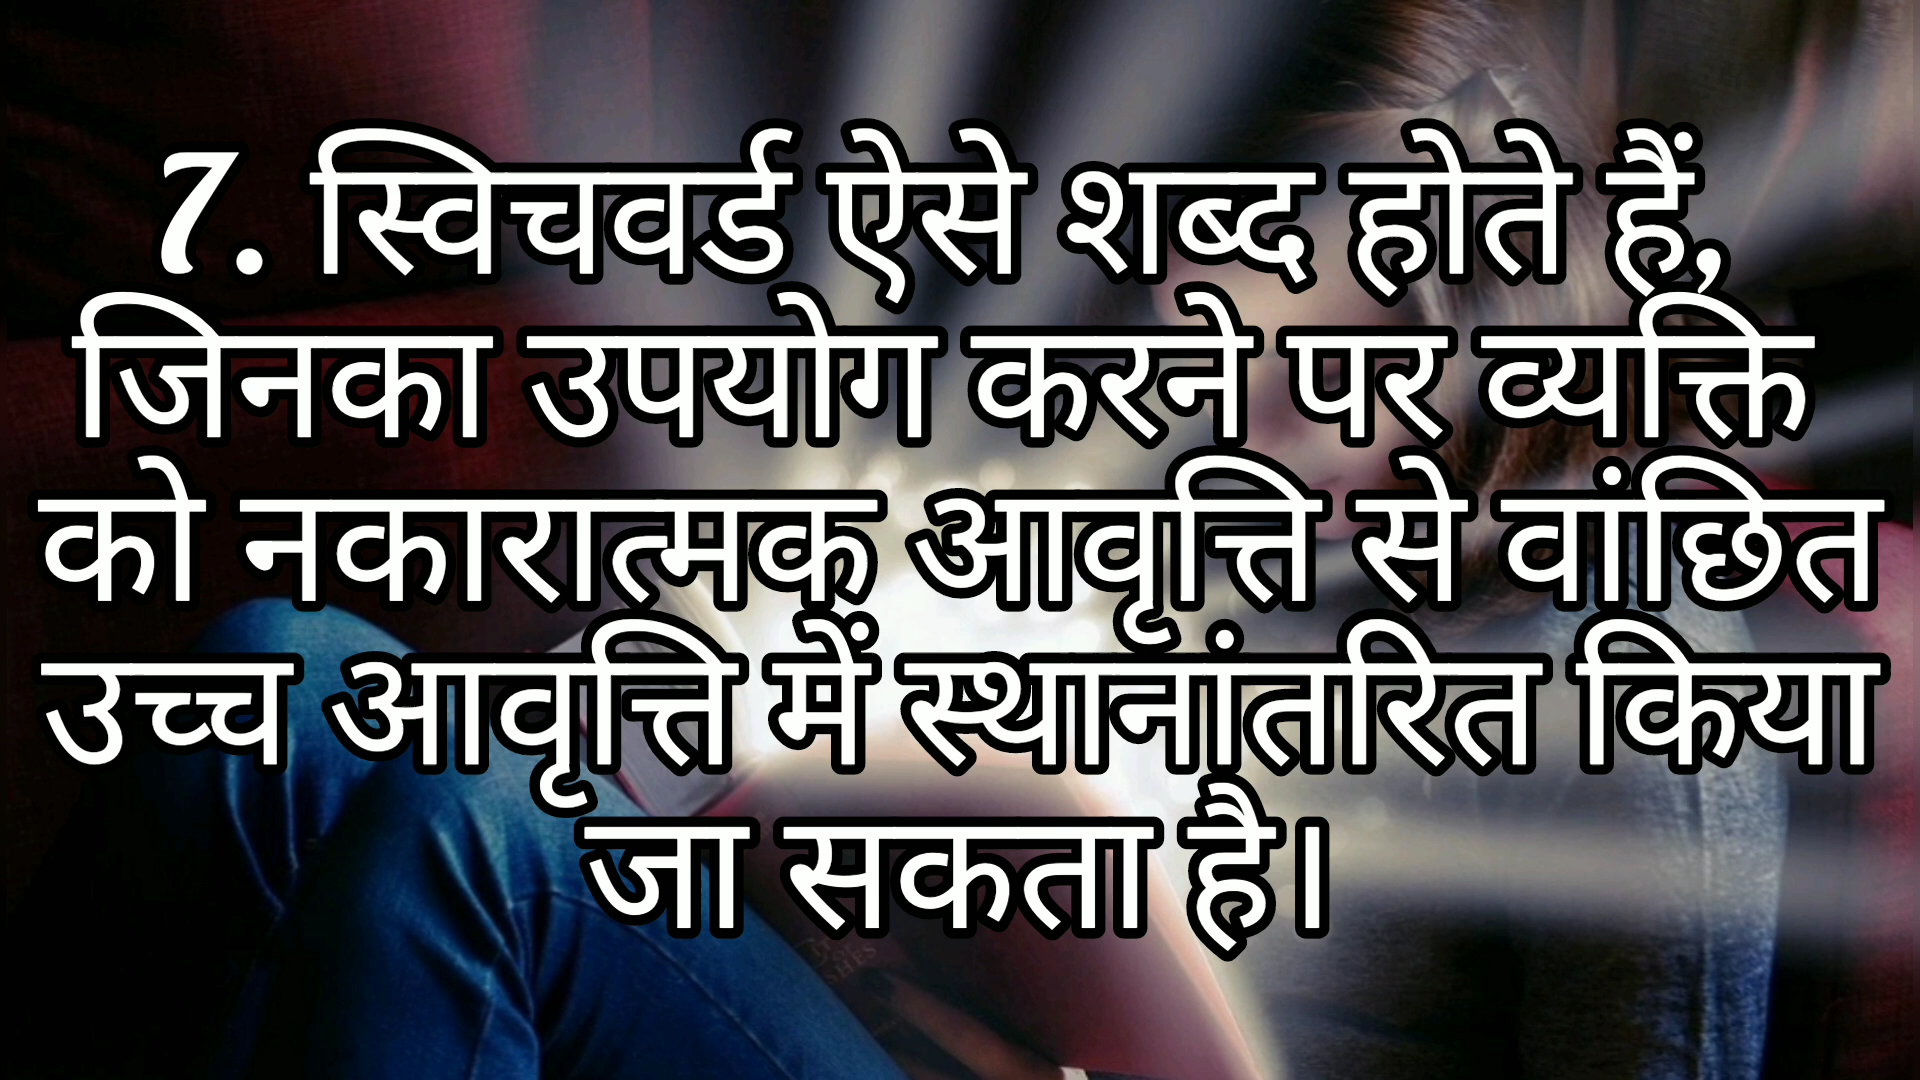 7. स्विचवर्ड ऐसे शब्द होते हैं,
जिनका उपयोग करने पर व्यक्ति
को नकारात्मक आवृत्ति से वांछित
उच्च आवृत्ति में स्थानांतरित किया
जा सकता है।